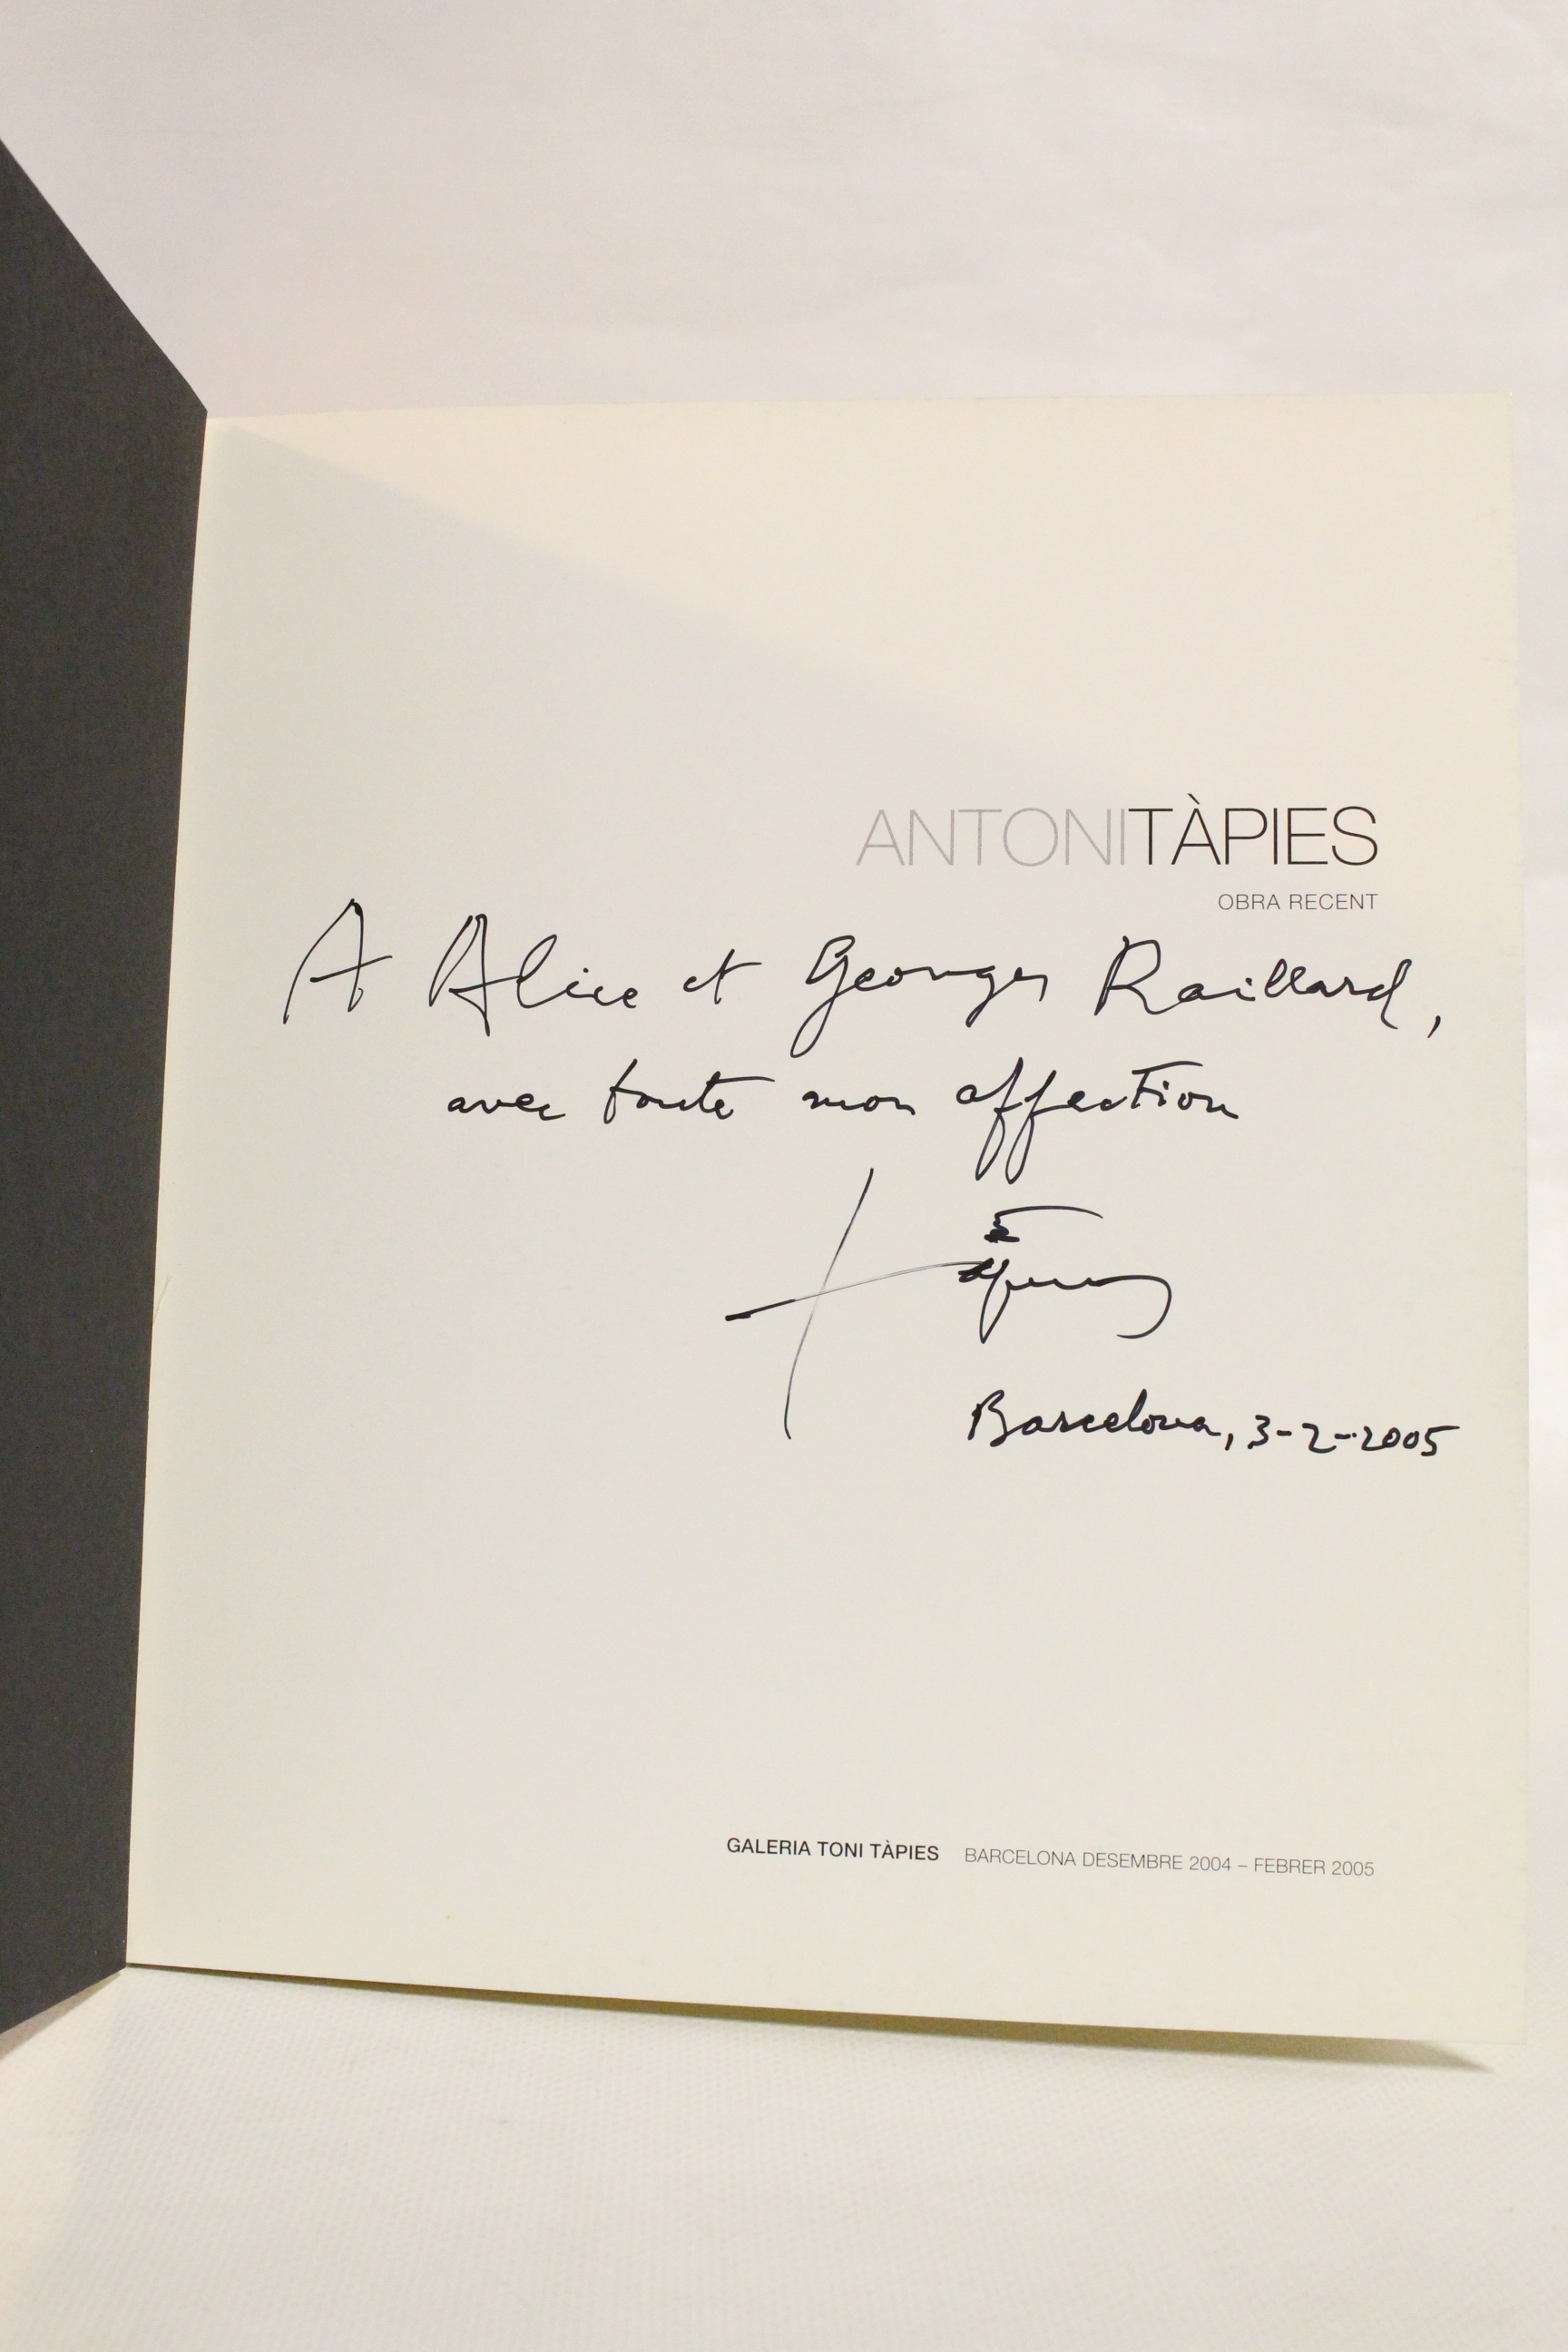 ANTONITÀPIES
OBRA RECENT
A Alice et Georges Raillard,
avec toute mon affection
Tàpies
Barcelona, 3-2-2005
GALERIA TONI TÀPIES BARCELONA DESEMBRE 2004 – FEBRER 2005